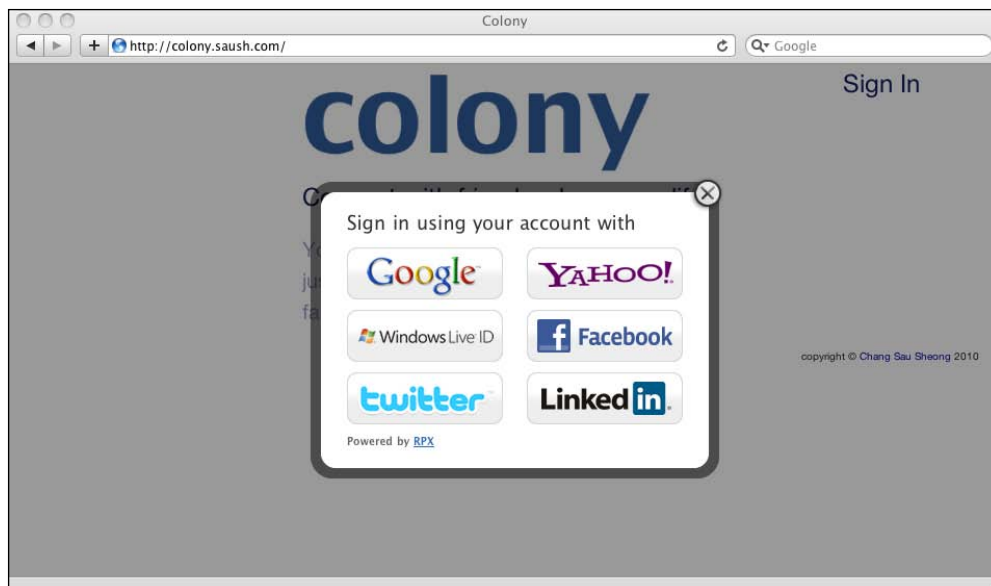 Colony
http://colony.saush.com/
Google
colony
Sign In
Sign in using your account with
Google
YAHOO!
Windows Live ID
Facebook
twitter
Linked in
copyright © Chang Sau Sheong 2010
Powered by RPX